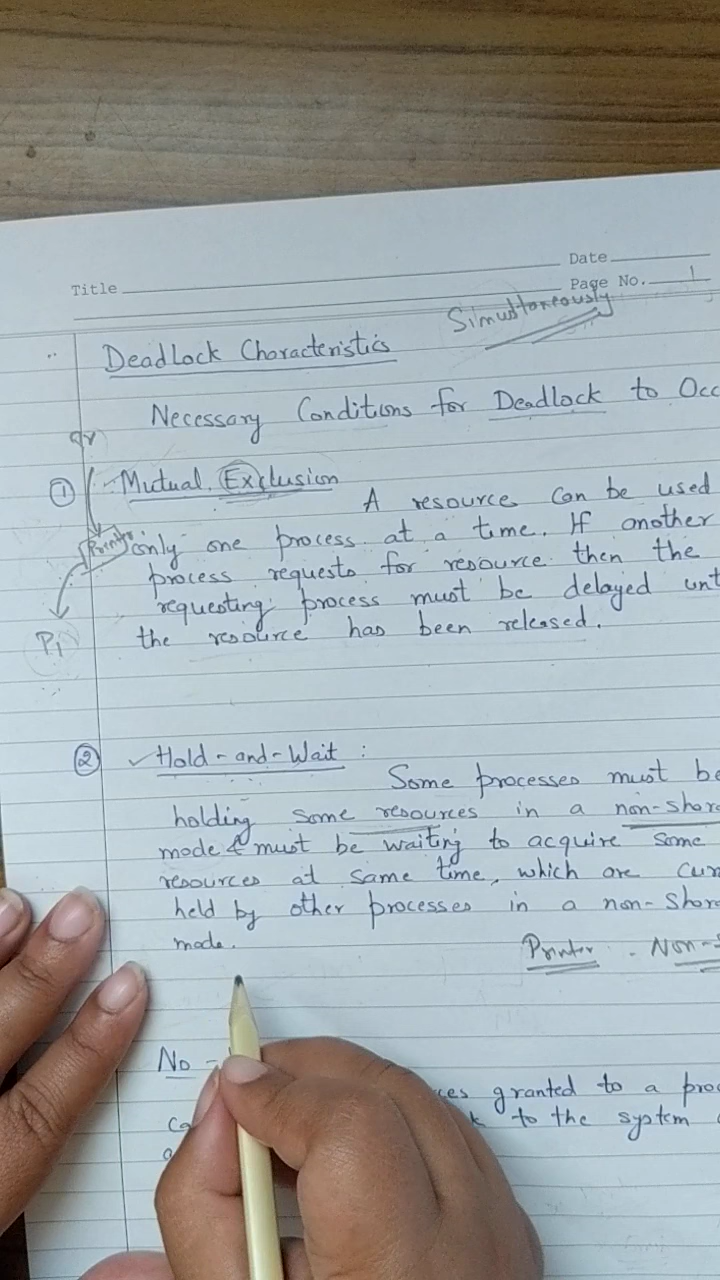 Date
Title
Page No. 1
Simultaneously
Deadlock Characteristics
Necessary Conditions for Deadlock to Occ
① Mutual Exclusion
A resource can be used
Printer only one process at a time. If another
process requests for resource then the
requesting process must be delayed unt
Pi the resource has been released.
② Hold-and-Wait :
Some processes must be
holding some resources in a non-shar
mode & must be waiting to acquire some
resources at same time, which are cur
held by other processes in a non-shar
mode.
Printer - Non-
No -
ces granted to a proc
to the system